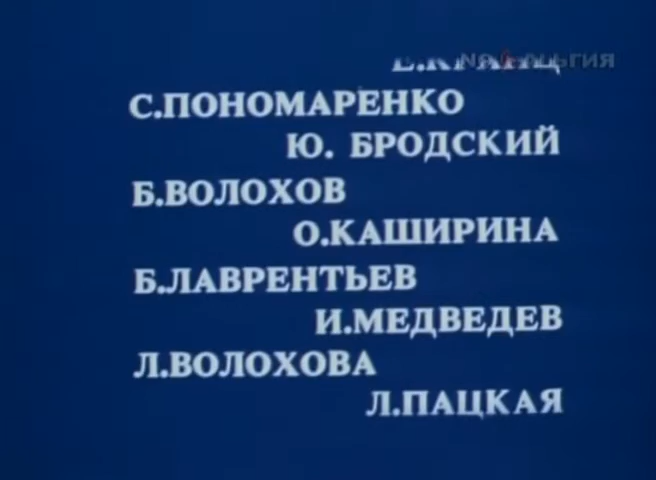 С.ПОНОМАРЕНКО
Ю. БРОДСКИЙ
Б.ВОЛОХОВ
О.КАШИРИНА
Б.ЛАВРЕНТЬЕВ
И.МЕДВЕДЕВ
Л.ВОЛОХОВА
Л.ПАЦКАЯ